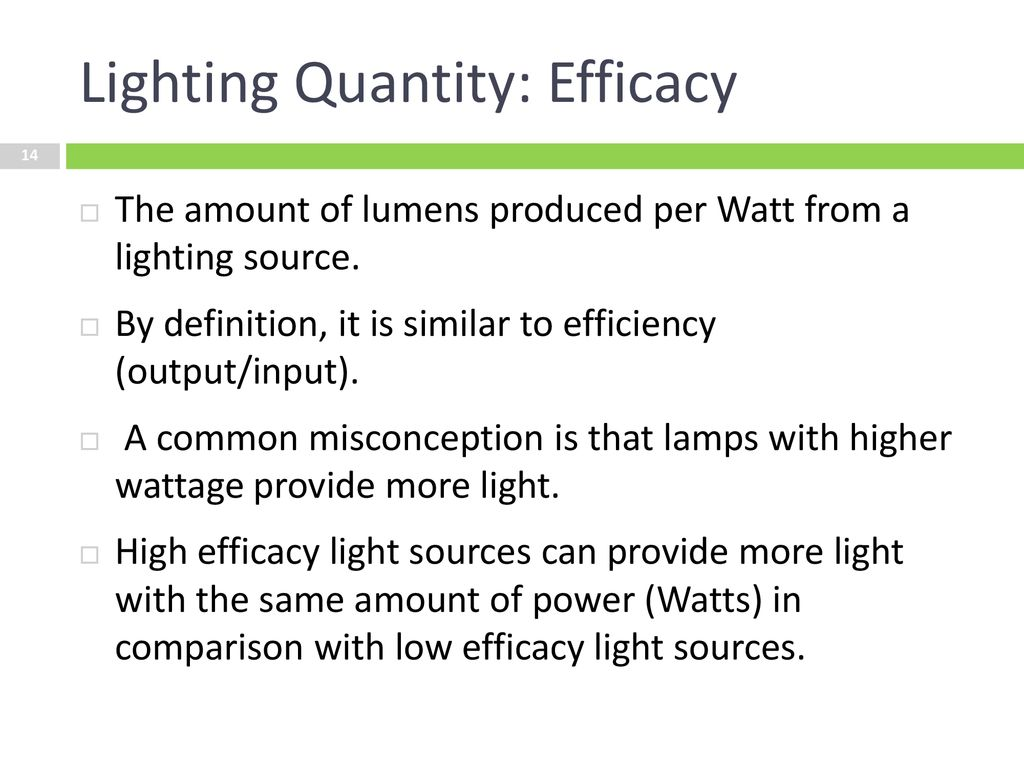 Lighting Quantity: Efficacy
14
The amount of lumens produced per Watt from a
lighting source.
By definition, it is similar to efficiency
(output/input).
A common misconception is that lamps with higher
wattage provide more light.
High efficacy light sources can provide more light
with the same amount of power (Watts) in
comparison with low efficacy light sources.